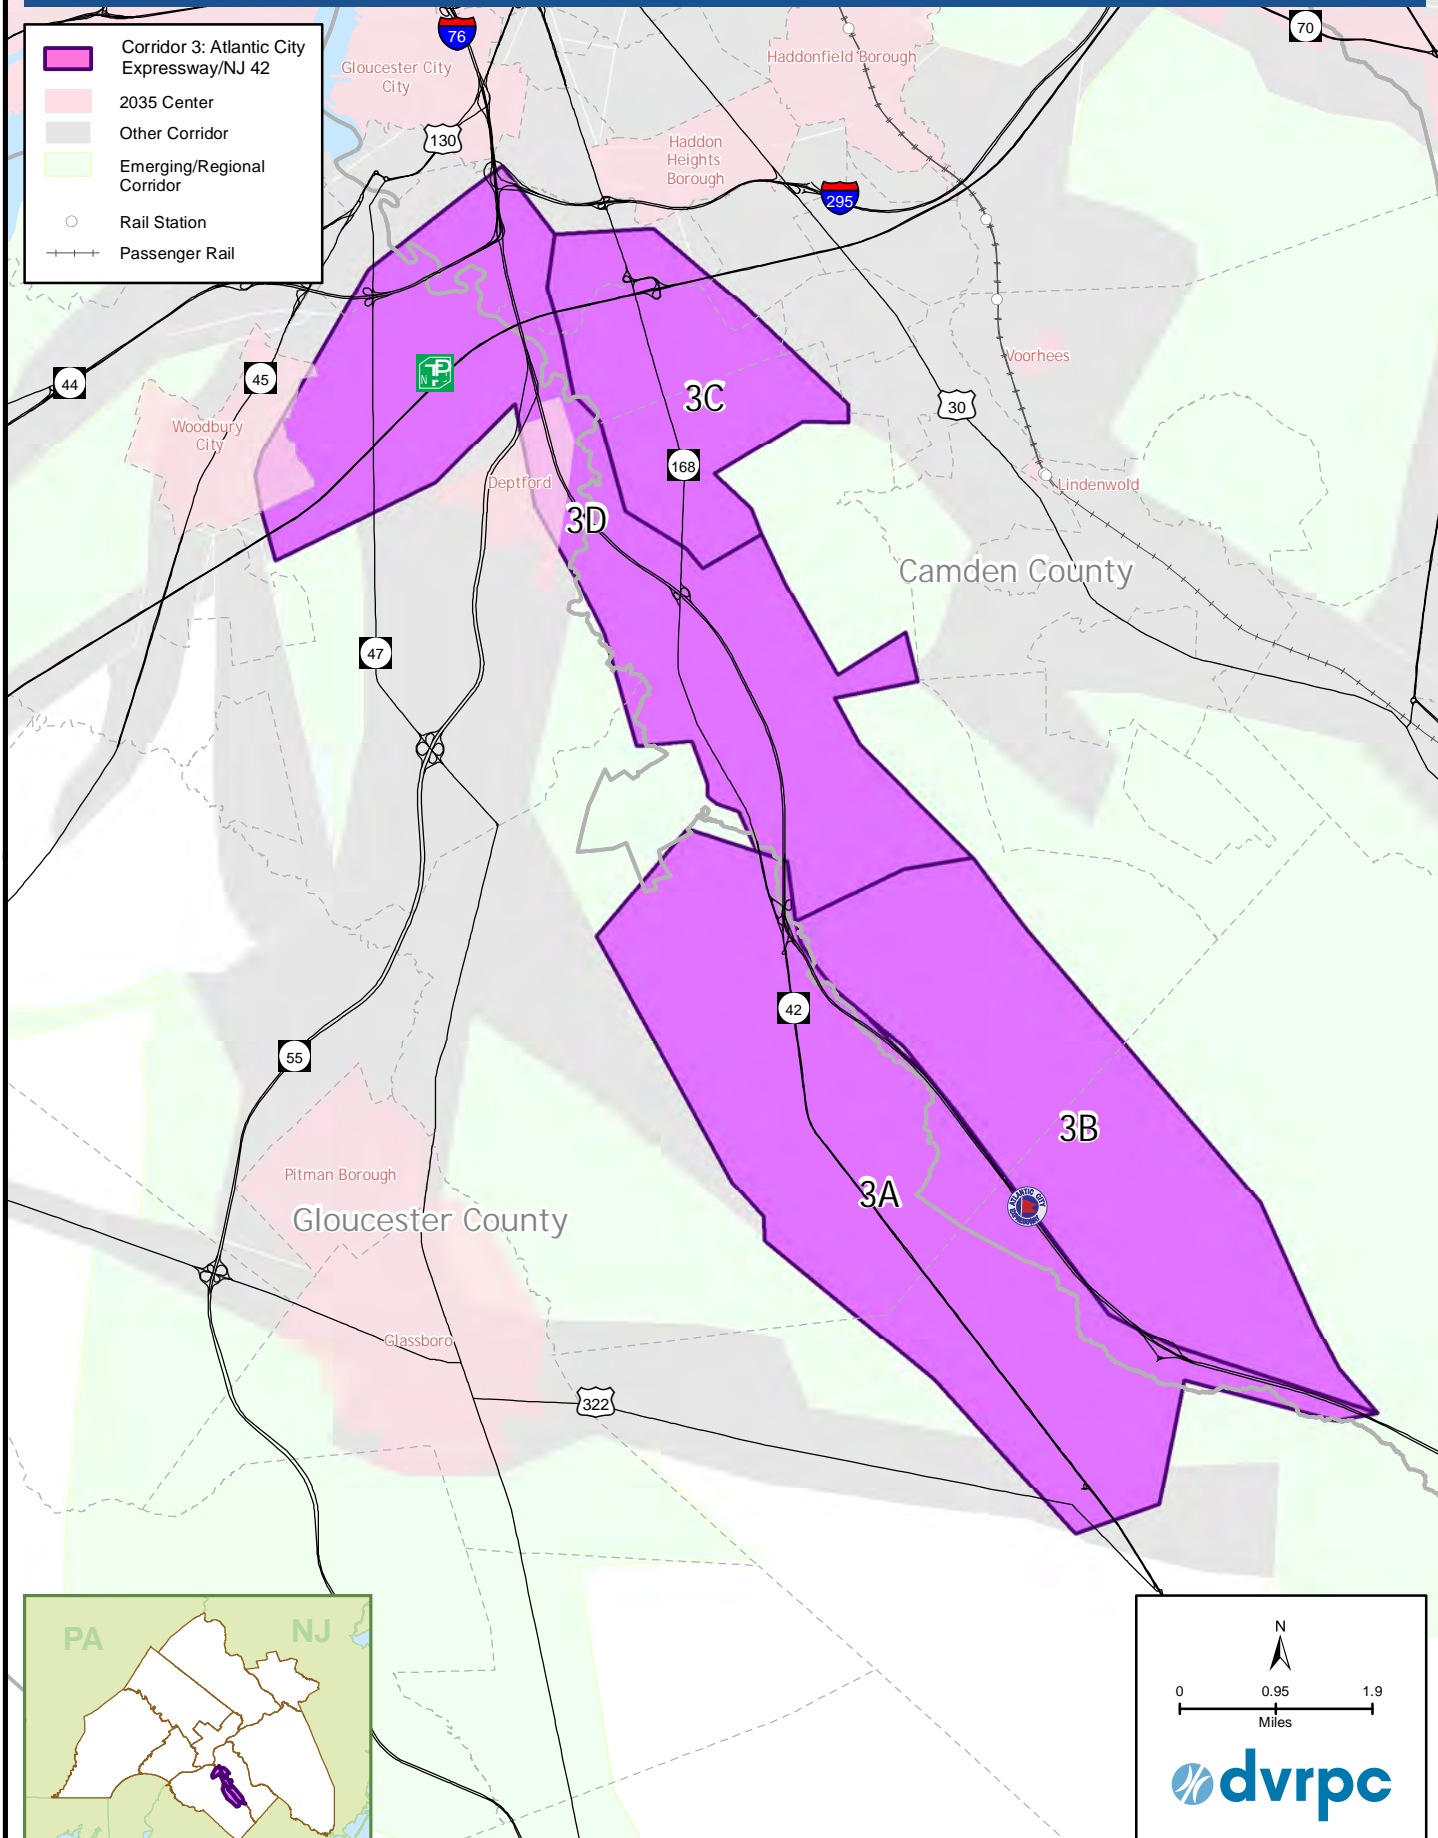 Corridor 3: Atlantic City
Expressway/NJ 42
2035 Center
Other Corridor
Emerging/Regional
Corridor
Rail Station
Passenger Rail
76
70
Gloucester City
City
Haddonfield Borough
130
Haddon
Heights
Borough
295
44
45
Woodbury
City
Voorhees
30
3C
168
Deptford
Lindenwold
3D
Camden County
47
42
55
3B
ATLANTIC CITY
EXPRESSWAY
3A
Pitman Borough
Gloucester County
Glassboro
322
PA
NJ
N
0
0.95
1.9
Miles
dvrpc